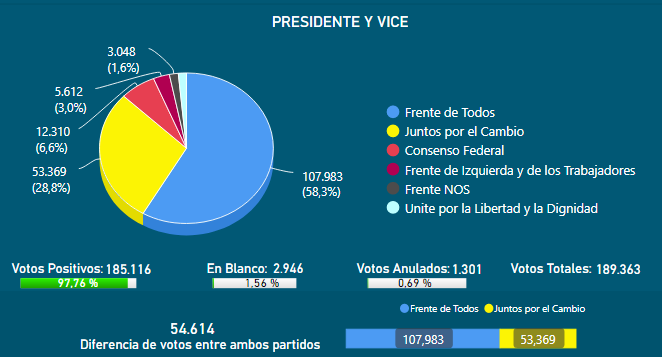 PRESIDENTE Y VICE
3.048
(1,6%)
5.612
(3,0%)
12.310
(6,6%)
53.369
(28,8%)
107.983
(58,3%)
Frente de Todos
Juntos por el Cambio
Consenso Federal
Frente de Izquierda y de los Trabajadores
Frente NOS
Unite por la Libertad y la Dignidad
Votos Positivos: 185.116
97,76 %
En Blanco: 2.946
1.56 %
Votos Anulados: 1.301
0.69 %
Votos Totales: 189.363
Frente de Todos Juntos por el Cambio
54.614
Diferencia de votos entre ambos partidos
107,983 53,369